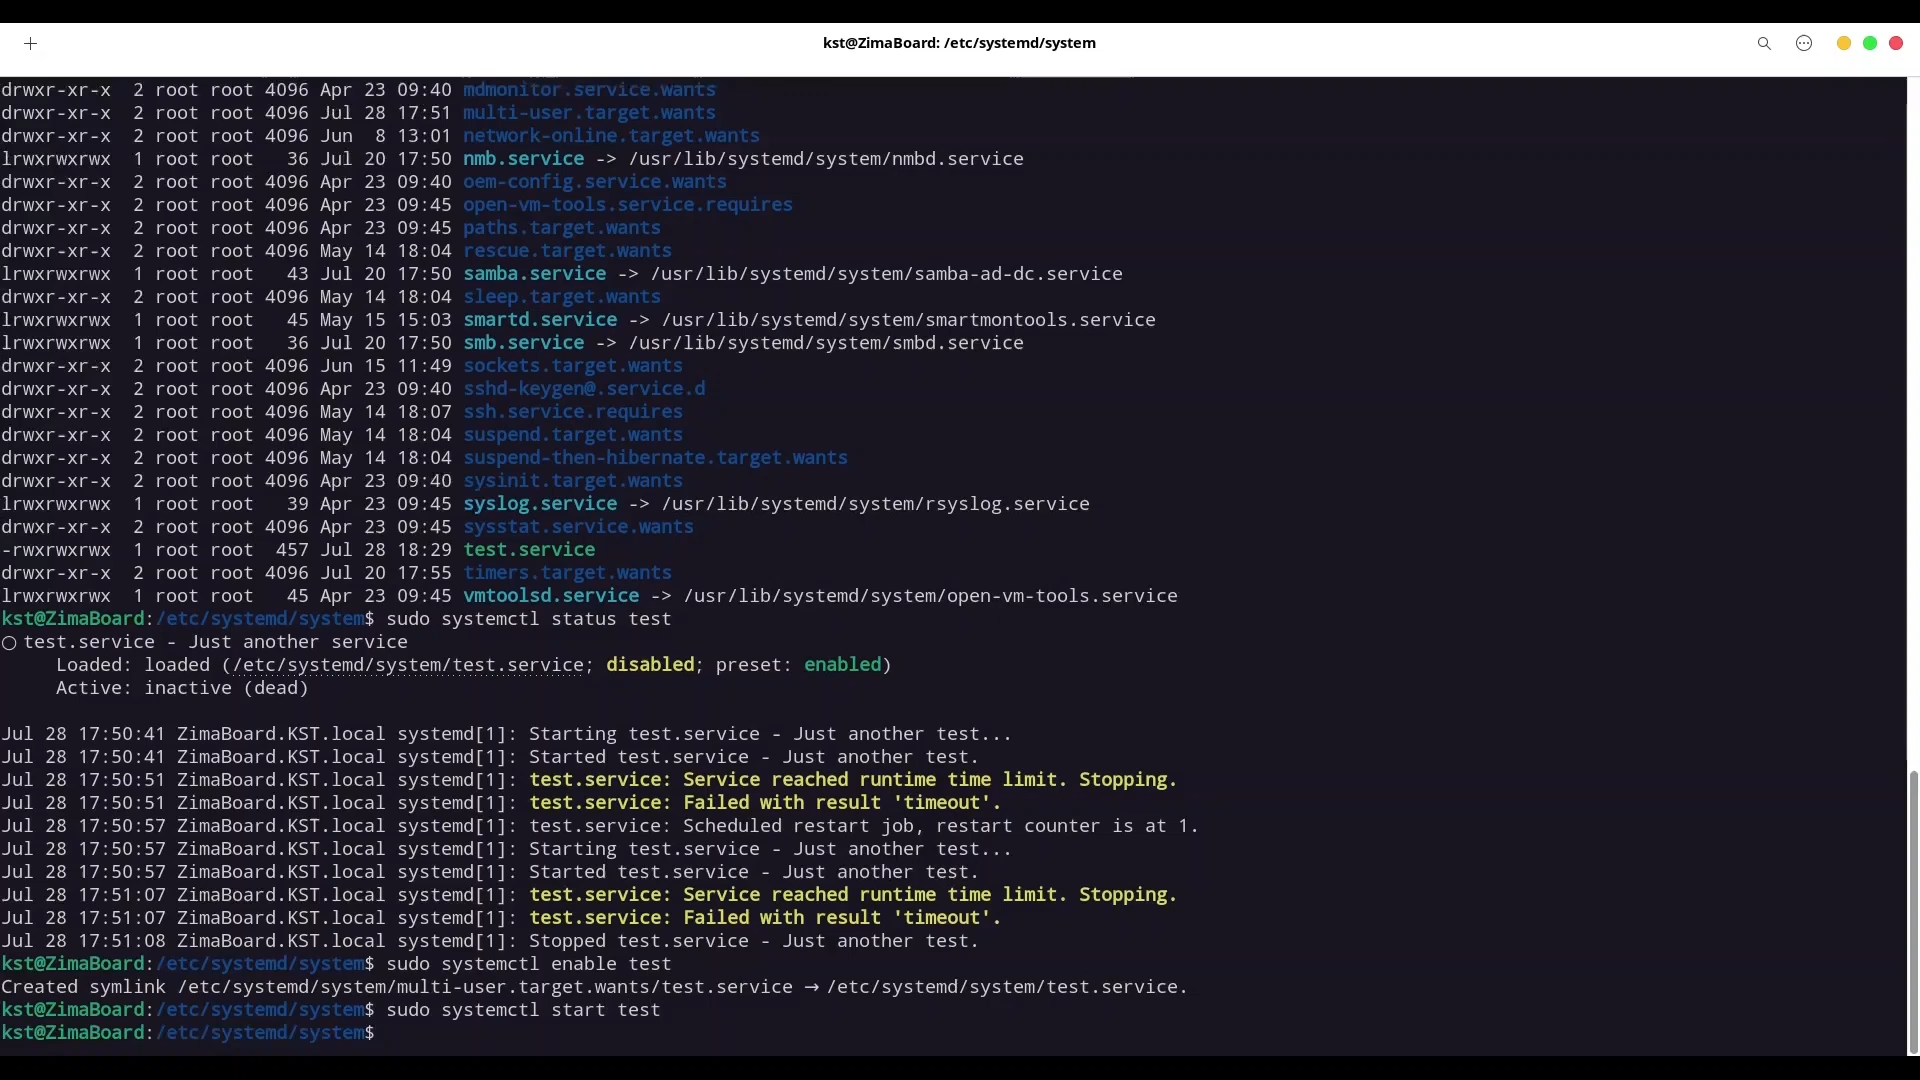 kst@ZimaBoard: /etc/systemd/system
drwxr-xr-x  2 root root 4096 Apr 23 09:40 mdmonitor.service.wants
drwxr-xr-x  2 root root 4096 Jul 28 17:51 multi-user.target.wants
drwxr-xr-x  2 root root 4096 Jun  8 13:01 network-online.target.wants
lrwxrwxrwx  1 root root   36 Jul 20 17:50 nmb.service -> /usr/lib/systemd/system/nmbd.service
drwxr-xr-x  2 root root 4096 Apr 23 09:40 oem-config.service.wants
drwxr-xr-x  2 root root 4096 Apr 23 09:45 open-vm-tools.service.requires
drwxr-xr-x  2 root root 4096 Apr 23 09:45 paths.target.wants
drwxr-xr-x  2 root root 4096 May 14 18:04 rescue.target.wants
lrwxrwxrwx  1 root root   43 Jul 20 17:50 samba.service -> /usr/lib/systemd/system/samba-ad-dc.service
drwxr-xr-x  2 root root 4096 May 14 18:04 sleep.target.wants
lrwxrwxrwx  1 root root   45 May 15 15:03 smartd.service -> /usr/lib/systemd/system/smartmontools.service
lrwxrwxrwx  1 root root   36 Jul 20 17:50 smb.service -> /usr/lib/systemd/system/smbd.service
drwxr-xr-x  2 root root 4096 Jun 15 11:49 sockets.target.wants
drwxr-xr-x  2 root root 4096 Apr 23 09:40 sshd-keygen@.service.d
drwxr-xr-x  2 root root 4096 May 14 18:07 ssh.service.requires
drwxr-xr-x  2 root root 4096 May 14 18:04 suspend.target.wants
drwxr-xr-x  2 root root 4096 May 14 18:04 suspend-then-hibernate.target.wants
drwxr-xr-x  2 root root 4096 Apr 23 09:40 sysinit.target.wants
lrwxrwxrwx  1 root root   39 Apr 23 09:45 syslog.service -> /usr/lib/systemd/system/rsyslog.service
drwxr-xr-x  2 root root 4096 Apr 23 09:45 sysstat.service.wants
-rwxrwxrwx  1 root root  457 Jul 28 18:29 test.service
drwxr-xr-x  2 root root 4096 Jul 20 17:55 timers.target.wants
lrwxrwxrwx  1 root root   45 Apr 23 09:45 vmtoolsd.service -> /usr/lib/systemd/system/open-vm-tools.service
kst@ZimaBoard:/etc/systemd/system$ sudo systemctl status test
○ test.service - Just another service
     Loaded: loaded (/etc/systemd/system/test.service; disabled; preset: enabled)
     Active: inactive (dead)
Jul 28 17:50:41 ZimaBoard.KST.local systemd[1]: Starting test.service - Just another test...
Jul 28 17:50:41 ZimaBoard.KST.local systemd[1]: Started test.service - Just another test.
Jul 28 17:50:51 ZimaBoard.KST.local systemd[1]: test.service: Service reached runtime time limit. Stopping.
Jul 28 17:50:51 ZimaBoard.KST.local systemd[1]: test.service: Failed with result 'timeout'.
Jul 28 17:50:57 ZimaBoard.KST.local systemd[1]: test.service: Scheduled restart job, restart counter is at 1.
Jul 28 17:50:57 ZimaBoard.KST.local systemd[1]: Starting test.service - Just another test...
Jul 28 17:50:57 ZimaBoard.KST.local systemd[1]: Started test.service - Just another test.
Jul 28 17:51:07 ZimaBoard.KST.local systemd[1]: test.service: Service reached runtime time limit. Stopping.
Jul 28 17:51:07 ZimaBoard.KST.local systemd[1]: test.service: Failed with result 'timeout'.
Jul 28 17:51:08 ZimaBoard.KST.local systemd[1]: Stopped test.service - Just another test.
kst@ZimaBoard:/etc/systemd/system$ sudo systemctl enable test
Created symlink /etc/systemd/system/multi-user.target.wants/test.service → /etc/systemd/system/test.service.
kst@ZimaBoard:/etc/systemd/system$ sudo systemctl start test
kst@ZimaBoard:/etc/systemd/system$